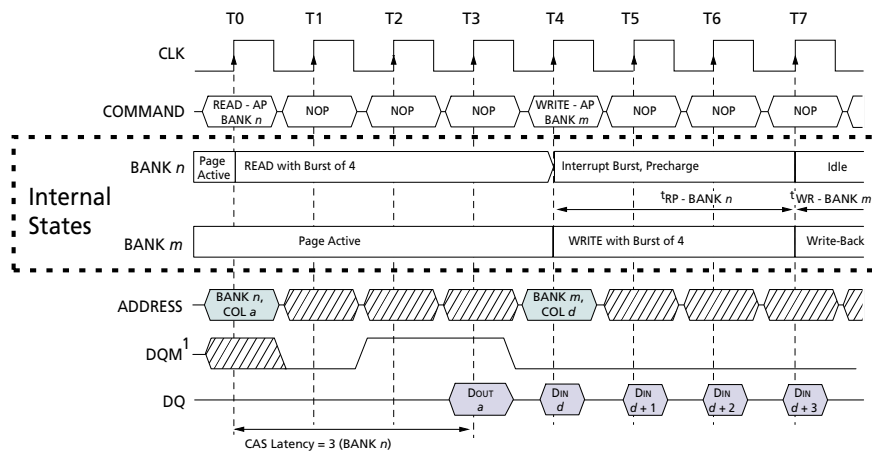 T0 T1 T2 T3 T4 T5 T6 T7
CLK
COMMAND
READ - AP
BANK n
NOP
NOP
NOP
WRITE - AP
BANK m
NOP
NOP
NOP
Internal
States
BANK n
Page
Active
READ with Burst of 4
Interrupt Burst, Precharge
Idle
tRP - BANK n
tWR - BANK m
BANK m
Page Active
WRITE with Burst of 4
Write-Back
ADDRESS
BANK n,
COL a
BANK m,
COL d
DQM1
DQ
DOUT
a
DIN
d
DIN
d + 1
DIN
d + 2
DIN
d + 3
CAS Latency = 3 (BANK n)